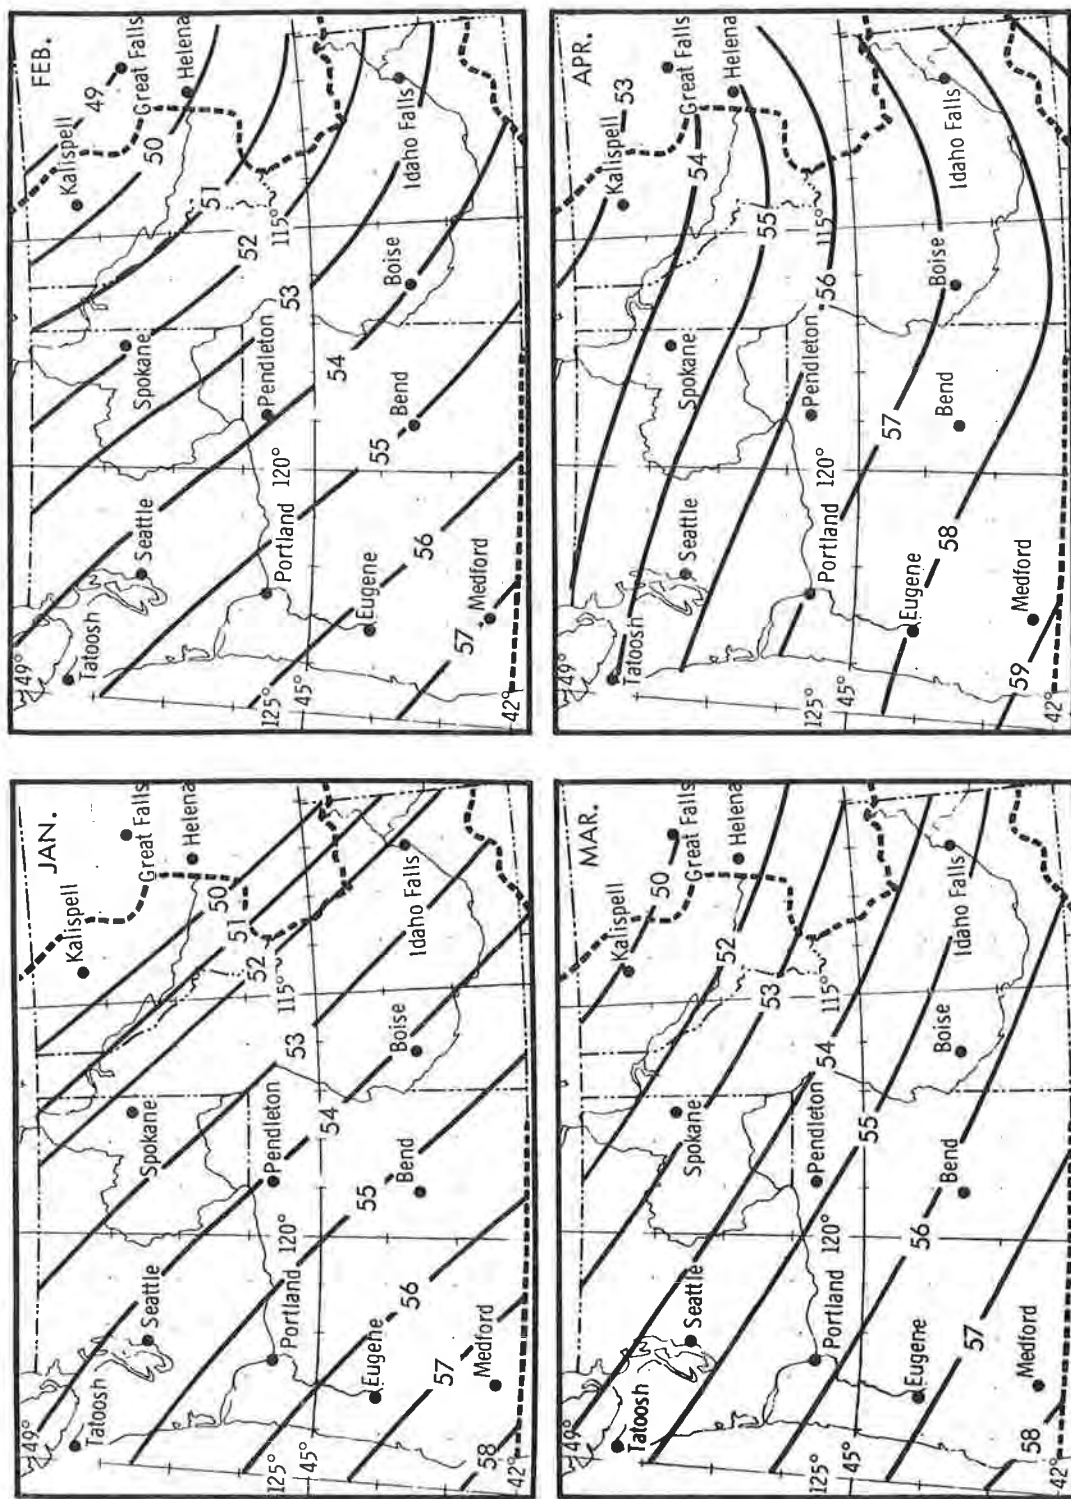 JAN.
49°
Kalispell
Tatoosh
Seattle
Spokane
Great Falls
Helena
50
51
52
Portland
120°
Pendleton
115°
53
125°
45°
54
55
Boise
Idaho Falls
Bend
Eugene
56
57
Medford
58
42°
FEB.
49°
Kalispell
49
Tatoosh
Seattle
Spokane
Great Falls
50
Helena
51
52
Portland
120°
Pendleton
115°
53
125°
45°
54
55
Boise
Idaho Falls
Bend
Eugene
56
57
Medford
42°
MAR.
49°
Kalispell
Tatoosh
Seattle
Spokane
50
Great Falls
Helena
52
53
Portland
120°
Pendleton
115°
54
125°
45°
55
Boise
Idaho Falls
Bend
Eugene
56
57
Medford
58
42°
APR.
49°
Kalispell
53
Tatoosh
Seattle
Spokane
Great Falls
54
Helena
55
Portland
120°
Pendleton
115°
56
125°
45°
57
Boise
Idaho Falls
Bend
Eugene
58
Medford
59
42°